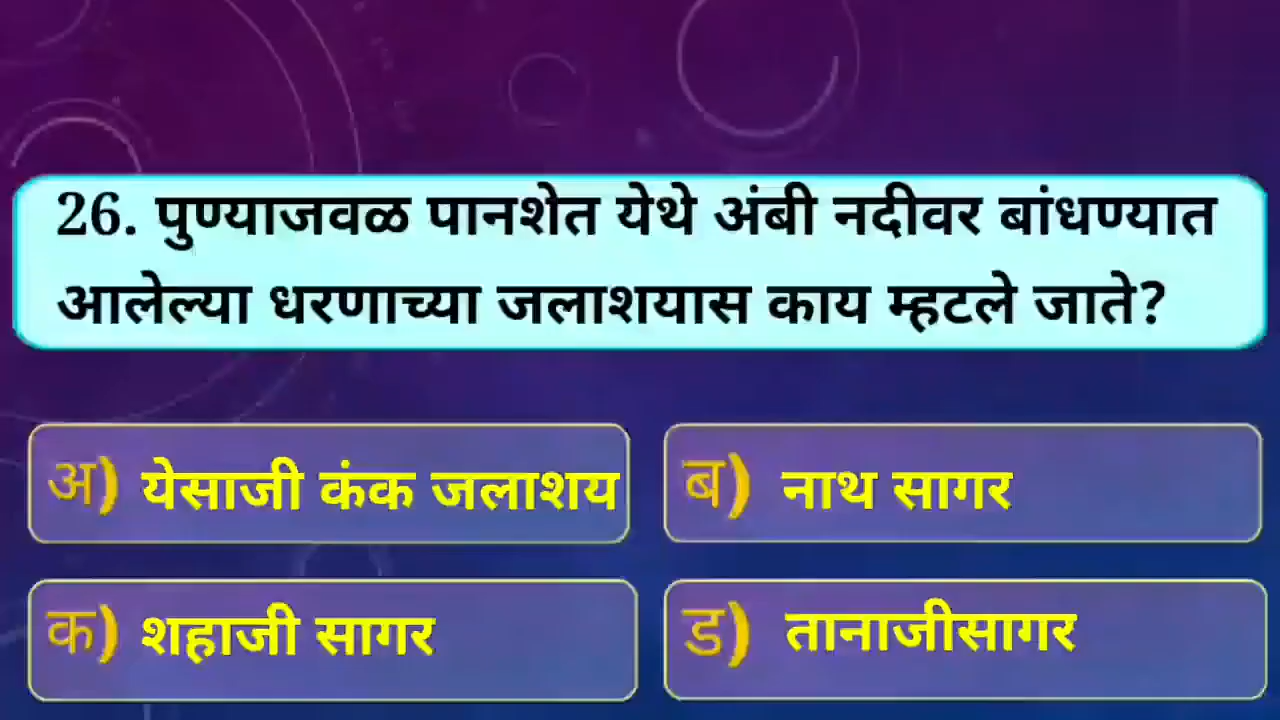 26. पुण्याजवळ पानशेत येथे अंबी नदीवर बांधण्यात
आलेल्या धरणाच्या जलाशयास काय म्हटले जाते?
अ) येसाजी कंक जलाशय
ब) नाथ सागर
क) शहाजी सागर
ड) तानाजीसागर